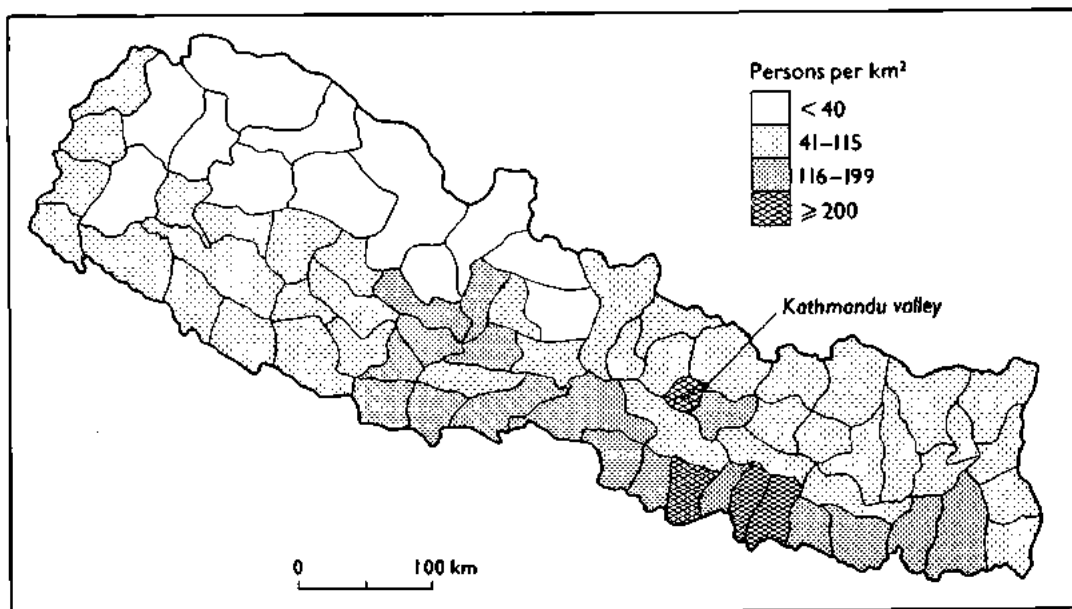 Persons per km²
< 40
41–115
116–199
≥ 200
Kathmandu valley
0 100 km